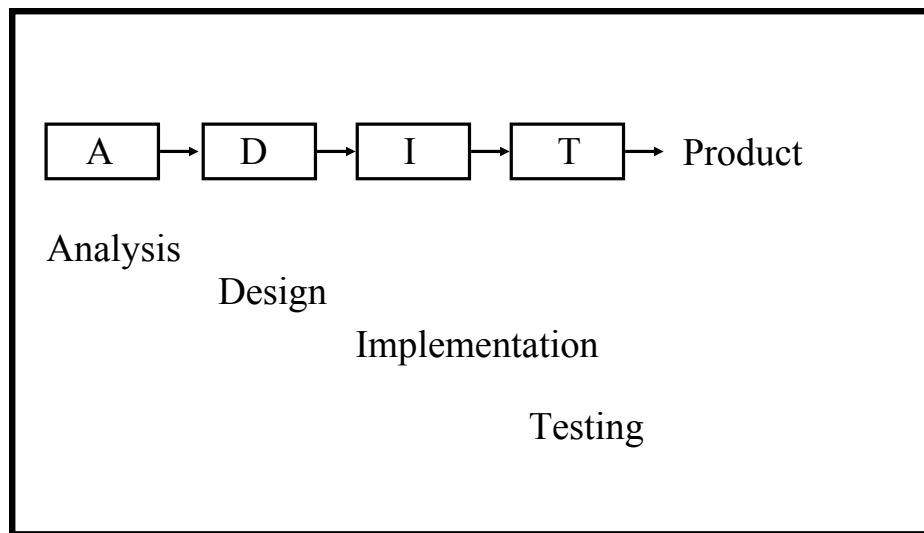 A D I T Product
Analysis
Design
Implementation
Testing